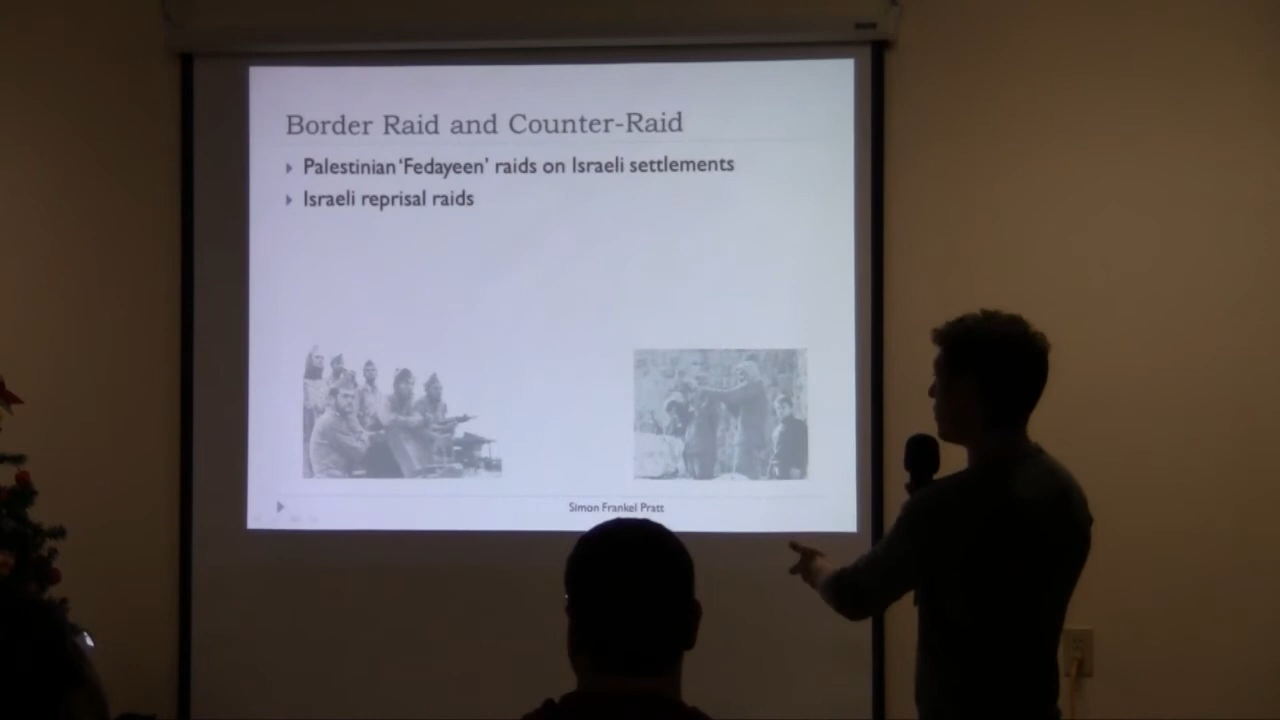 Border Raid and Counter-Raid
Palestinian ‘Fedayeen’ raids on Israeli settlements
Israeli reprisal raids
Simon Frankel Pratt